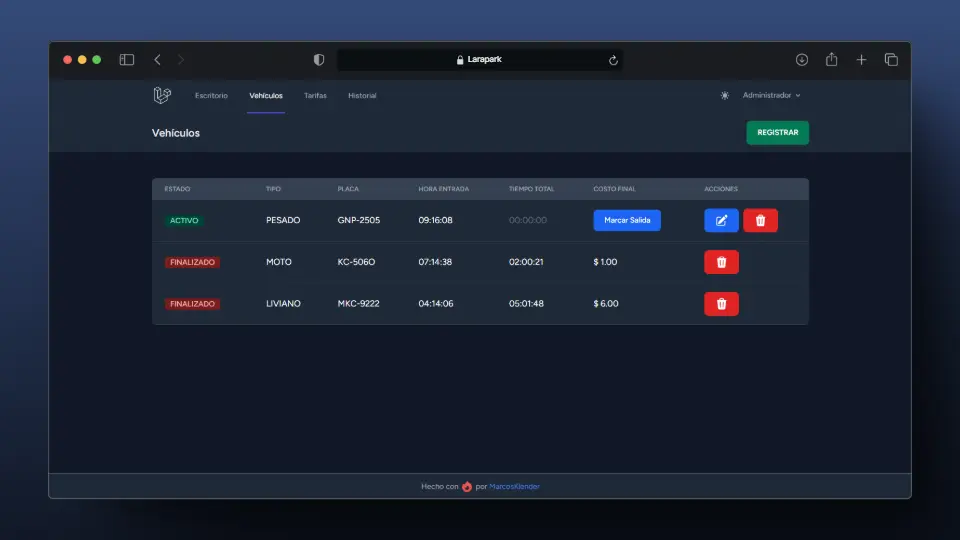 Larapark
Escritorio Vehículos Tarifas Historial Administrador
Vehículos REGISTRAR
ESTADO TIPO PLACA HORA ENTRADA TIEMPO TOTAL COSTO FINAL ACCIONES
ACTIVO PESADO GNP-2505 09:16:08 00:00:00 Marcar Salida
FINALIZADO MOTO KC-506O 07:14:38 02:00:21 $ 1.00
FINALIZADO LIVIANO MKC-9222 04:14:06 05:01:48 $ 6.00
Hecho con por MarcosKlender